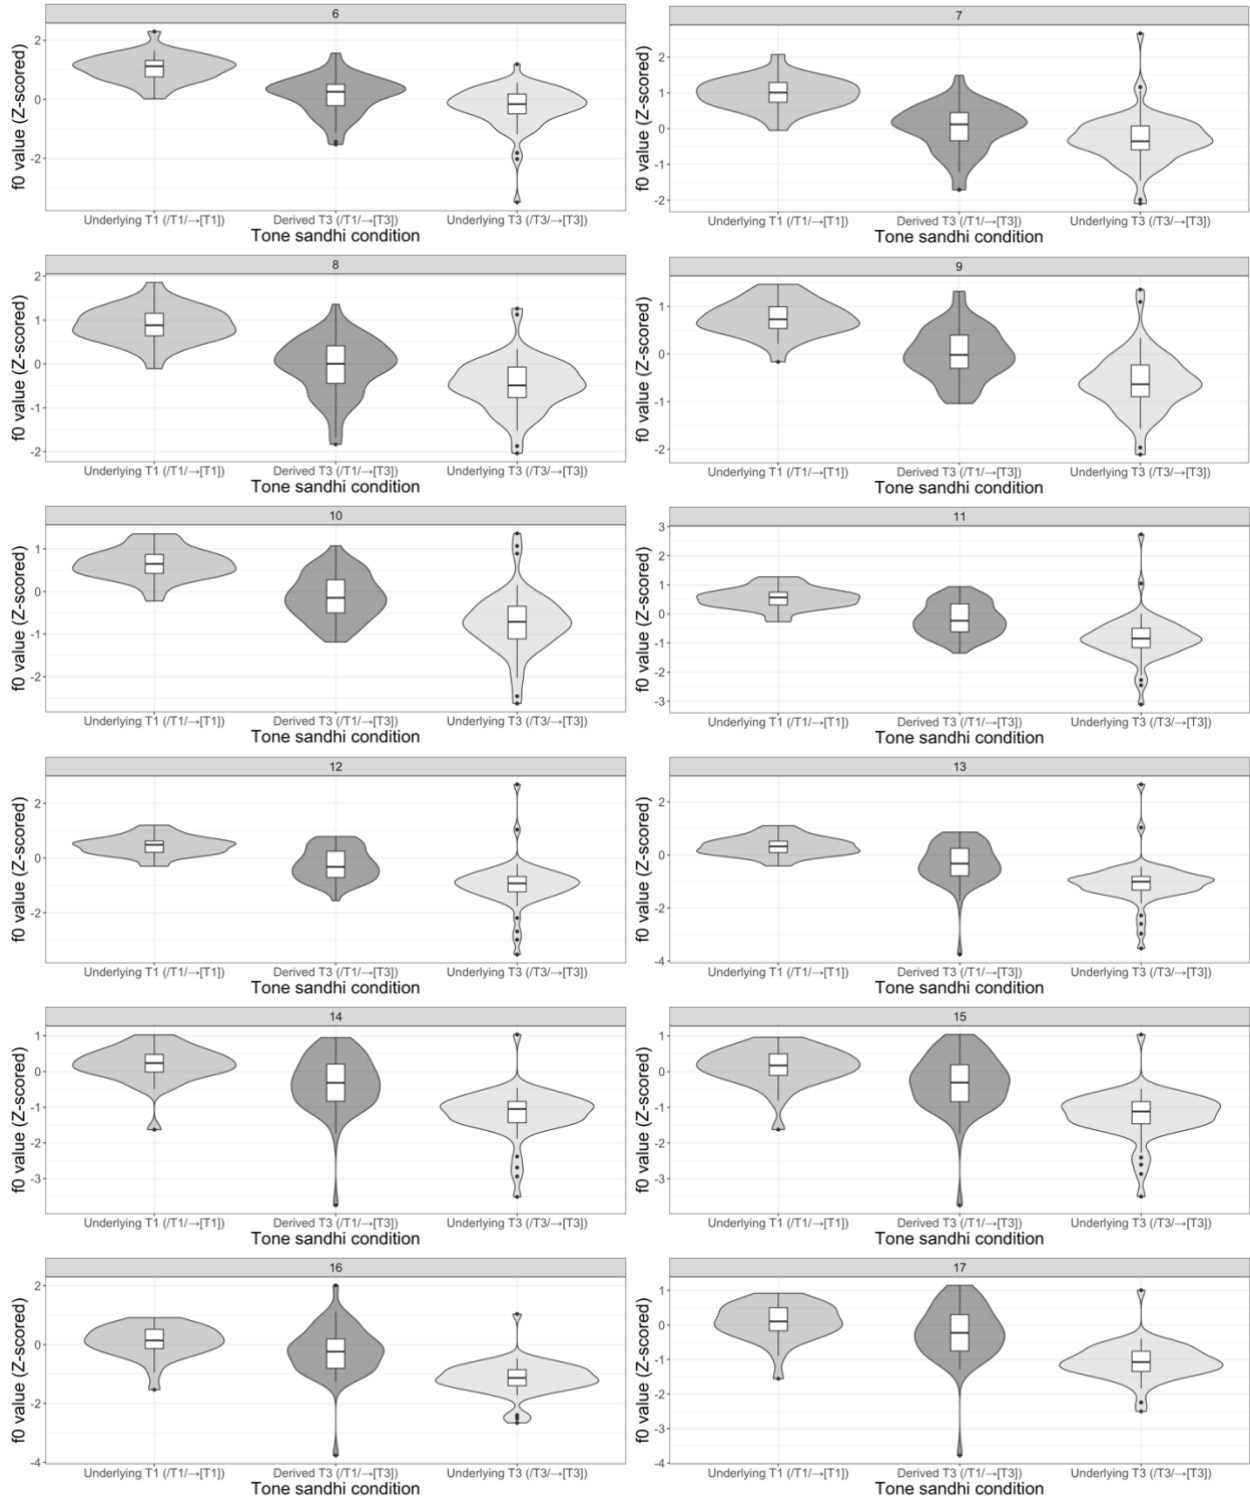 6
f0 value (Z-scored)
2
0
-2
Underlying T1 (/T1/→[T1]) Derived T3 (/T1/→[T3]) Underlying T3 (/T3/→[T3])
Tone sandhi condition
7
f0 value (Z-scored)
2
1
0
-1
-2
Underlying T1 (/T1/→[T1]) Derived T3 (/T1/→[T3]) Underlying T3 (/T3/→[T3])
Tone sandhi condition
8
f0 value (Z-scored)
2
1
0
-1
-2
Underlying T1 (/T1/→[T1]) Derived T3 (/T1/→[T3]) Underlying T3 (/T3/→[T3])
Tone sandhi condition
9
f0 value (Z-scored)
1
0
-1
-2
Underlying T1 (/T1/→[T1]) Derived T3 (/T1/→[T3]) Underlying T3 (/T3/→[T3])
Tone sandhi condition
10
f0 value (Z-scored)
1
0
-1
-2
Underlying T1 (/T1/→[T1]) Derived T3 (/T1/→[T3]) Underlying T3 (/T3/→[T3])
Tone sandhi condition
11
f0 value (Z-scored)
3
2
1
0
-1
-2
-3
Underlying T1 (/T1/→[T1]) Derived T3 (/T1/→[T3]) Underlying T3 (/T3/→[T3])
Tone sandhi condition
12
f0 value (Z-scored)
2
0
-2
Underlying T1 (/T1/→[T1]) Derived T3 (/T1/→[T3]) Underlying T3 (/T3/→[T3])
Tone sandhi condition
13
f0 value (Z-scored)
2
0
-2
-4
Underlying T1 (/T1/→[T1]) Derived T3 (/T1/→[T3]) Underlying T3 (/T3/→[T3])
Tone sandhi condition
14
f0 value (Z-scored)
1
0
-1
-2
-3
Underlying T1 (/T1/→[T1]) Derived T3 (/T1/→[T3]) Underlying T3 (/T3/→[T3])
Tone sandhi condition
15
f0 value (Z-scored)
1
0
-1
-2
-3
Underlying T1 (/T1/→[T1]) Derived T3 (/T1/→[T3]) Underlying T3 (/T3/→[T3])
Tone sandhi condition
16
f0 value (Z-scored)
2
0
-2
-4
Underlying T1 (/T1/→[T1]) Derived T3 (/T1/→[T3]) Underlying T3 (/T3/→[T3])
Tone sandhi condition
17
f0 value (Z-scored)
1
0
-1
-2
-3
-4
Underlying T1 (/T1/→[T1]) Derived T3 (/T1/→[T3]) Underlying T3 (/T3/→[T3])
Tone sandhi condition